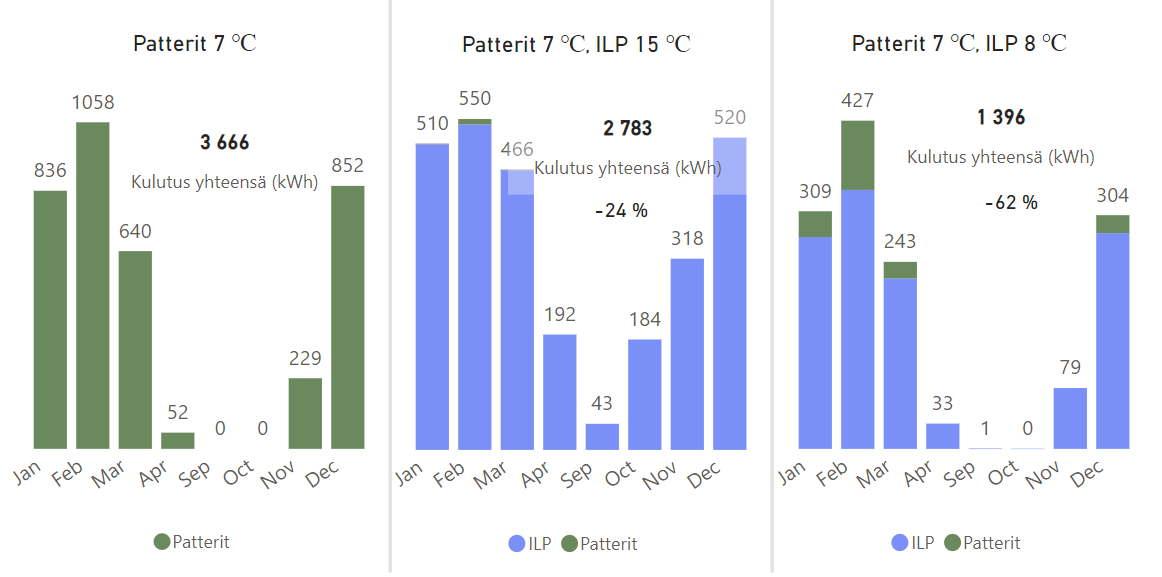 Patterit 7 °C
1058
836
3 666
852
Kulutus yhteensä (kWh)
640
229
52
0
0
Jan
Feb
Mar
Apr
Sep
Oct
Nov
Dec
Patterit
Patterit 7 °C, ILP 15 °C
550
510
2 783
520
466
Kulutus yhteensä (kWh)
-24 %
318
192
184
43
Jan
Feb
Mar
Apr
Sep
Oct
Nov
Dec
ILP Patterit
Patterit 7 °C, ILP 8 °C
427
1 396
Kulutus yhteensä (kWh)
309
-62 %
304
243
79
33
1
0
Jan
Feb
Mar
Apr
Sep
Oct
Nov
Dec
ILP Patterit